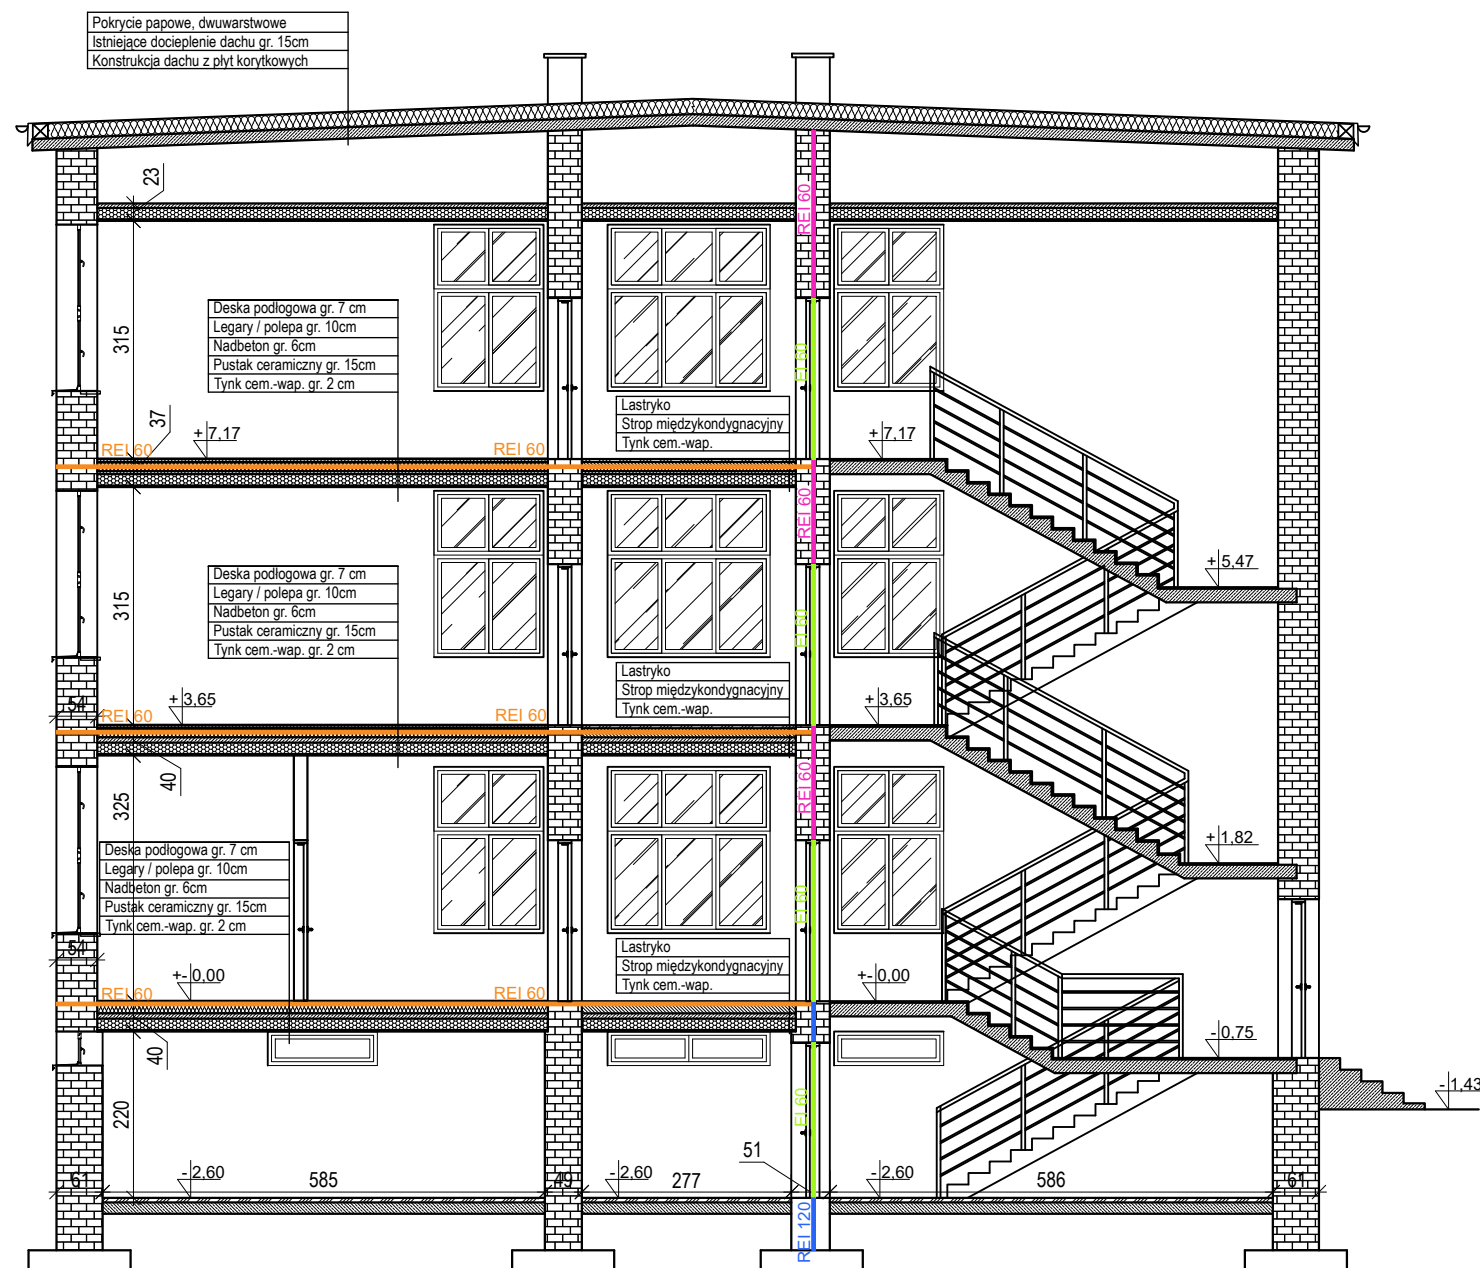 Pokrycie papowe, dwuwarstwowe
Istniejące docieplenie dachu gr. 15cm
Konstrukcja dachu z płyt korytkowych
23
REI 60
315
Deska podłogowa gr. 7 cm
Legary / polepa gr. 10cm
Nadbeton gr. 6cm
Pustak ceramiczny gr. 15cm
Tynk cem.-wap. gr. 2 cm
EI 60
Lastryko
Strop międzykondygnacyjny
Tynk cem.-wap.
37
+7,17
+7,17
REI 60
REI 60
REI 60
+5,47
315
Deska podłogowa gr. 7 cm
Legary / polepa gr. 10cm
Nadbeton gr. 6cm
Pustak ceramiczny gr. 15cm
Tynk cem.-wap. gr. 2 cm
EI 60
Lastryko
Strop międzykondygnacyjny
Tynk cem.-wap.
54
+3,65
+3,65
REI 60
REI 60
40
REI 60
325
+1,82
Deska podłogowa gr. 7 cm
Legary / polepa gr. 10cm
Nadbeton gr. 6cm
Pustak ceramiczny gr. 15cm
Tynk cem.-wap. gr. 2 cm
EI 60
54
Lastryko
Strop międzykondygnacyjny
Tynk cem.-wap.
+-0,00
+-0,00
REI 60
REI 60
-0,75
40
-1,43
220
EI 60
51
-2,60
-2,60
-2,60
61
585
49
277
586
61
REI 120